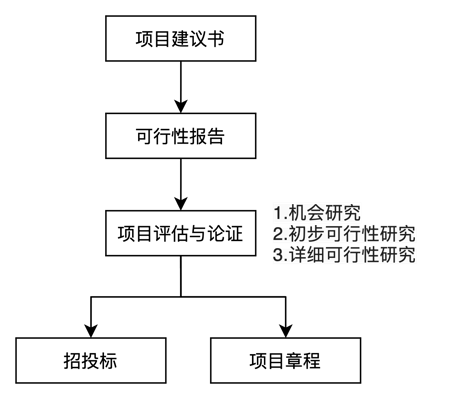 项目建议书
可行性报告
项目评估与论证
1.机会研究
2.初步可行性研究
3.详细可行性研究
招投标
项目章程